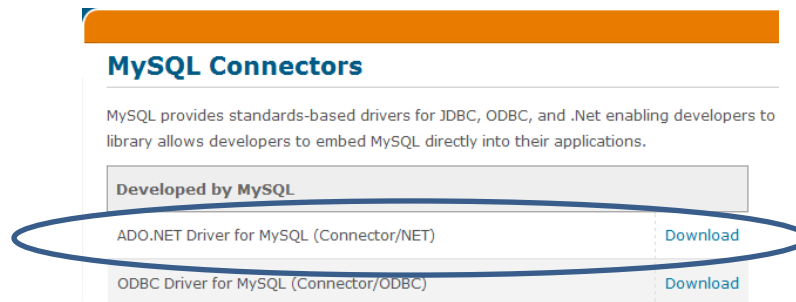 MySQL Connectors
MySQL provides standards-based drivers for JDBC, ODBC, and .Net enabling developers to
library allows developers to embed MySQL directly into their applications.
Developed by MySQL
ADO.NET Driver for MySQL (Connector/NET) Download
ODBC Driver for MySQL (Connector/ODBC) Download